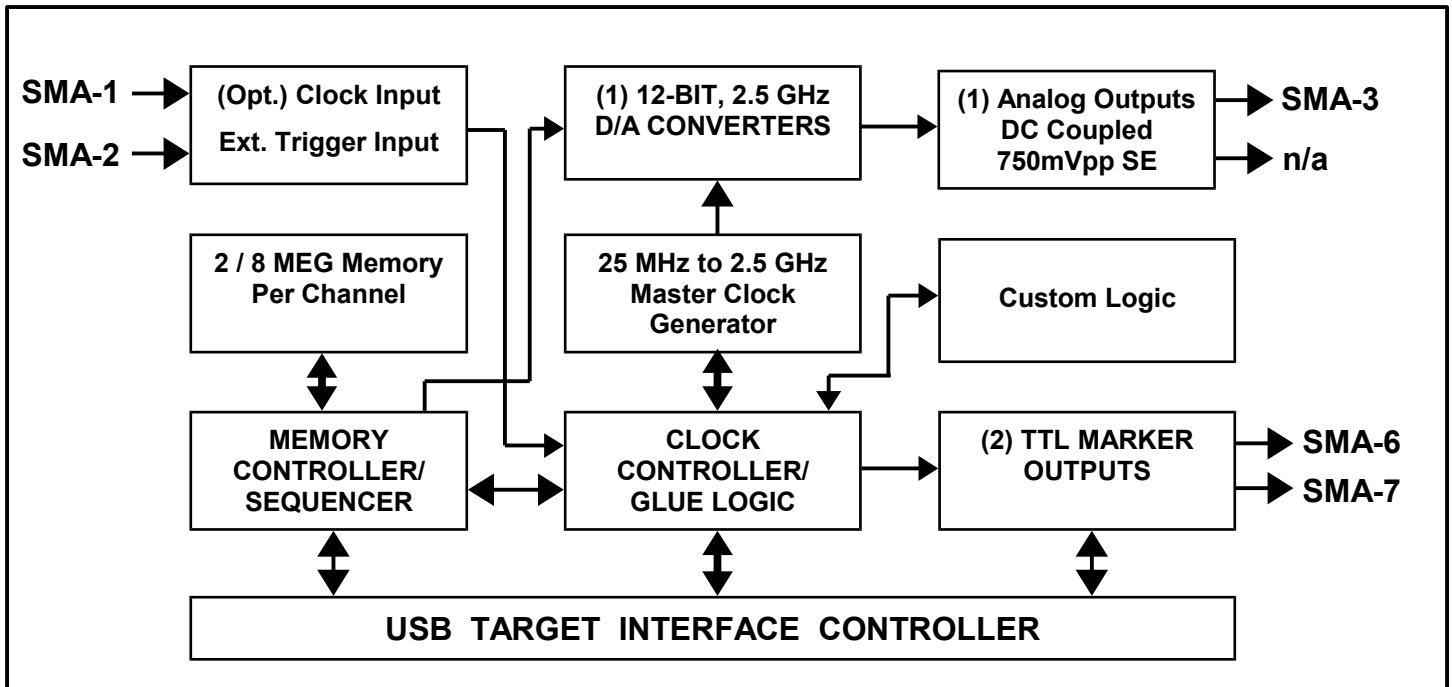 SMA-1
SMA-2
(Opt.) Clock Input
Ext. Trigger Input
(1) 12-BIT, 2.5 GHz
D/A CONVERTERS
(1) Analog Outputs
DC Coupled
750mVpp SE
SMA-3
n/a
2 / 8 MEG Memory
Per Channel
25 MHz to 2.5 GHz
Master Clock
Generator
Custom Logic
MEMORY
CONTROLLER/
SEQUENCER
CLOCK
CONTROLLER/
GLUE LOGIC
(2) TTL MARKER
OUTPUTS
SMA-6
SMA-7
USB TARGET INTERFACE CONTROLLER